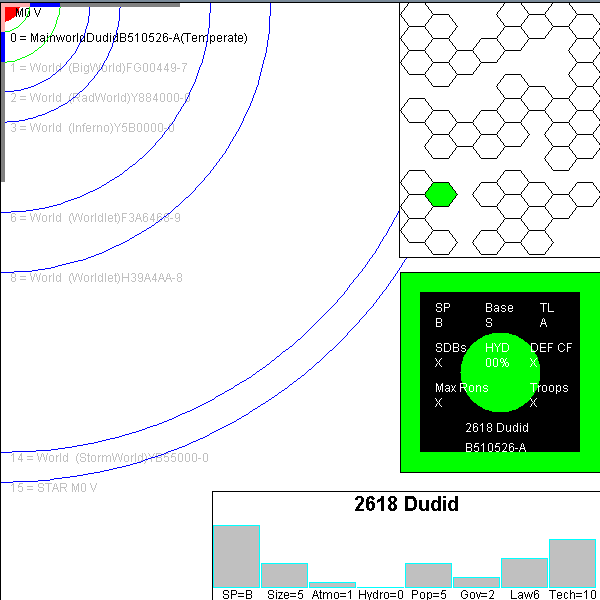 M0 V
0 = MainworldDudidB510526-A(Temperate)
1 = World  (BigWorld)FG00449-7
2 = World  (RadWorld)Y884000-0
3 = World  (Inferno)Y5B0000-0
6 = World  (Worldlet)F3A6463-9
8 = World  (Worldlet)H39A4AA-8
14 = World  (StormWorld)YB55000-0
15 = STAR M0 V
SP Base TL
B S A
SDBs HYD DEF CF
X 00% X
Max Rons Troops
X X
2618 Dudid
B510526-A
2618 Dudid
SP=B Size=5 Atmo=1 Hydro=0 Pop=5 Gov=2 Law6 Tech=10